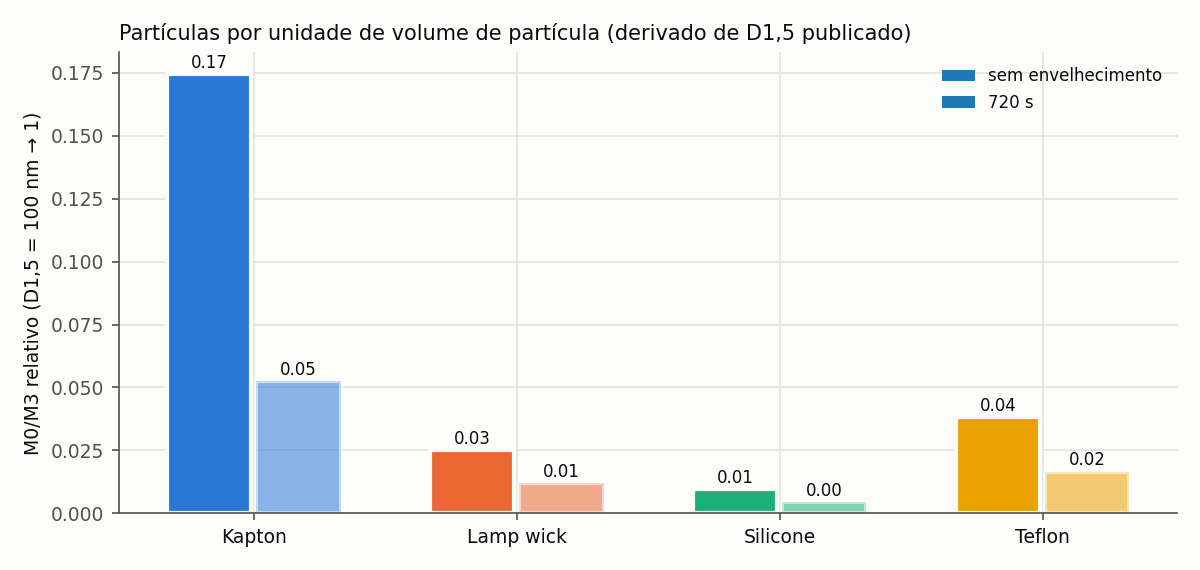 Partículas por unidade de volume de partícula (derivado de D1,5 publicado)
M0/M3 relativo (D1,5 = 100 nm → 1)
0.175
0.150
0.125
0.100
0.075
0.050
0.025
0.000
0.17
0.05
0.03
0.01
0.01
0.00
0.04
0.02
sem envelhecimento
720 s
Kapton
Lamp wick
Silicone
Teflon